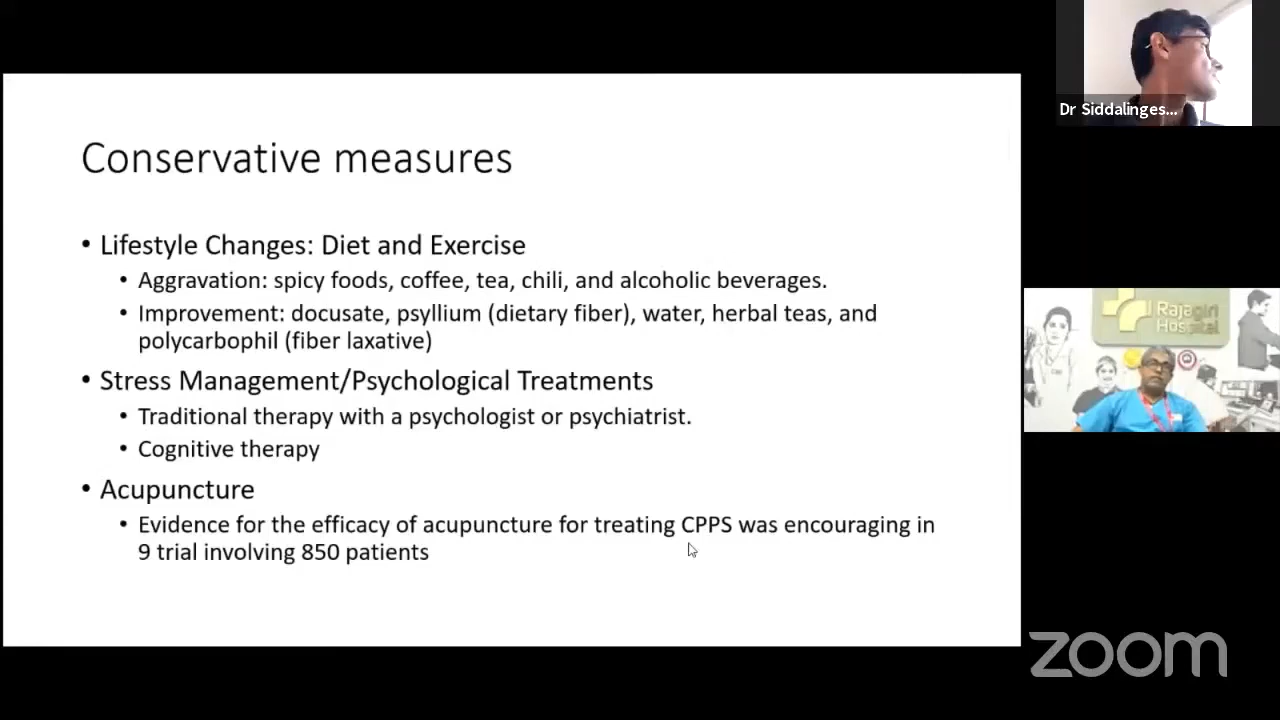 Conservative measures
• Lifestyle Changes: Diet and Exercise
• Aggravation: spicy foods, coffee, tea, chili, and alcoholic beverages.
• Improvement: docusate, psyllium (dietary fiber), water, herbal teas, and
polycarbophil (fiber laxative)
• Stress Management/Psychological Treatments
• Traditional therapy with a psychologist or psychiatrist.
• Cognitive therapy
• Acupuncture
• Evidence for the efficacy of acupuncture for treating CPPS was encouraging in
9 trial involving 850 patients
Dr Siddalinges...
Rajagiri
Hospital
zoom